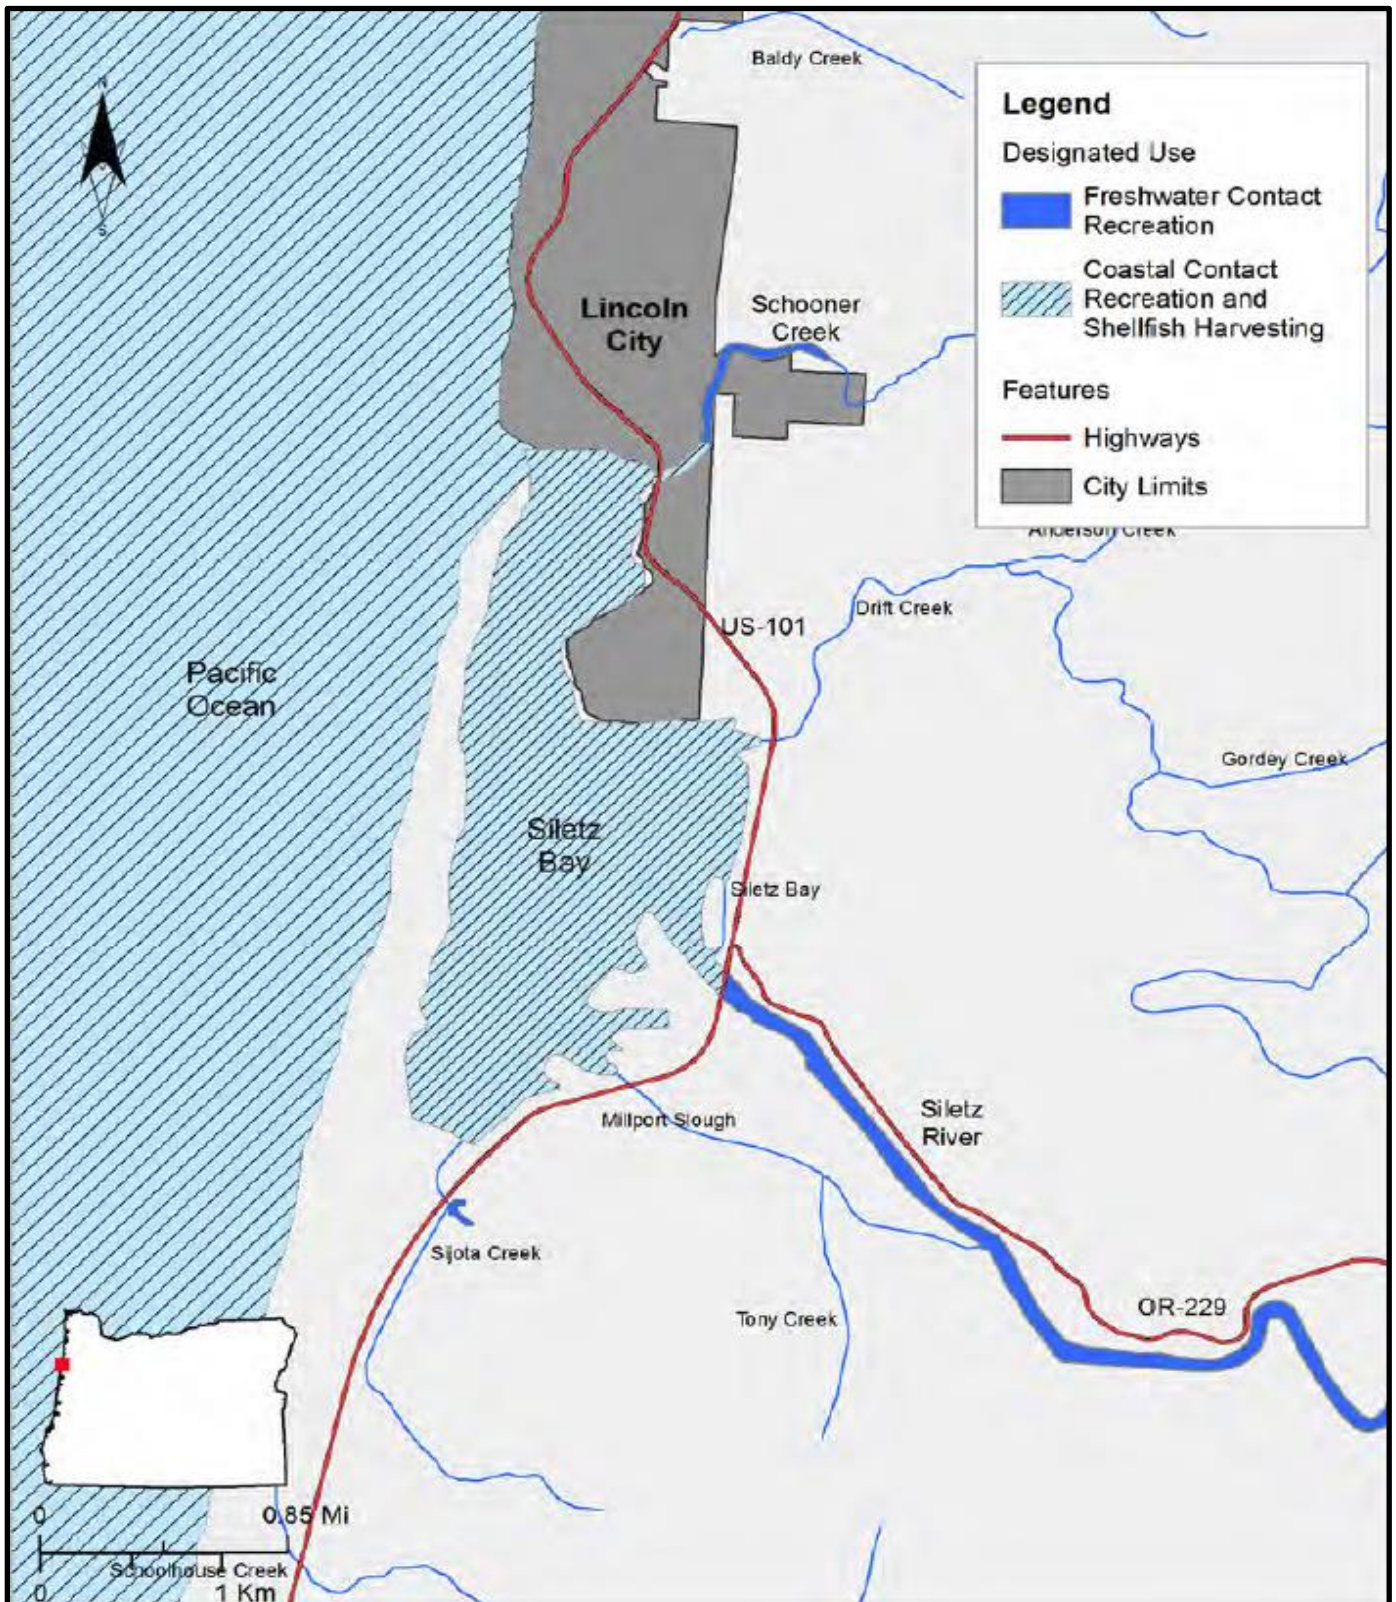 Baldy Creek
N
S
Legend
Designated Use
Freshwater Contact
Recreation
Coastal Contact
Recreation and
Shellfish Harvesting
Features
Highways
City Limits
Lincoln
City
Schooner
Creek
Anderson Creek
Drift Creek
US-101
Pacific
Ocean
Gordey Creek
Siletz
Bay
Siletz Bay
Siletz
River
Millport Slough
Sijota Creek
OR-229
Tony Creek
0
0.85 Mi
Schoolhouse Creek
0
1 Km